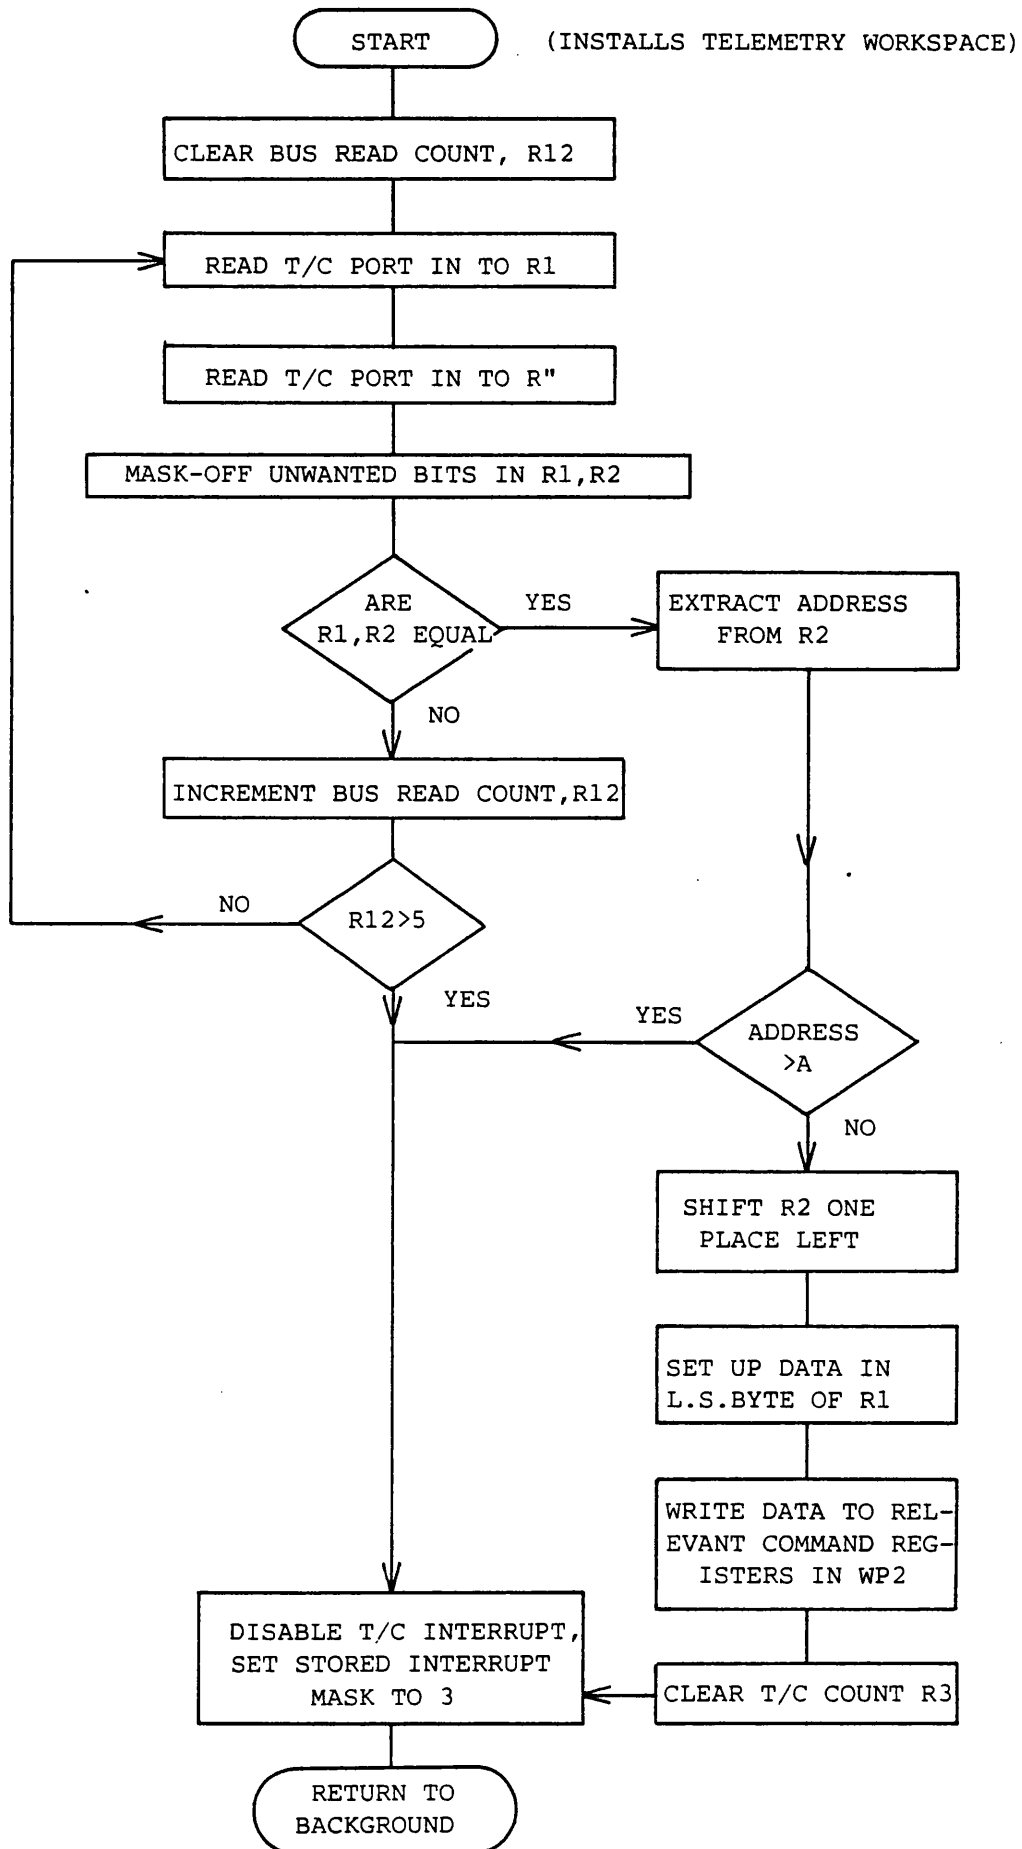 START
(INSTALLS TELEMETRY WORKSPACE)
CLEAR BUS READ COUNT, R12
READ T/C PORT IN TO R1
READ T/C PORT IN TO R"
MASK-OFF UNWANTED BITS IN R1,R2
ARE
R1,R2 EQUAL
YES
EXTRACT ADDRESS
FROM R2
NO
INCREMENT BUS READ COUNT,R12
NO
R12>5
YES
YES
ADDRESS
>A
NO
SHIFT R2 ONE
PLACE LEFT
SET UP DATA IN
L.S.BYTE OF R1
WRITE DATA TO REL-
EVANT COMMAND REG-
ISTERS IN WP2
DISABLE T/C INTERRUPT,
SET STORED INTERRUPT
MASK TO 3
CLEAR T/C COUNT R3
RETURN TO
BACKGROUND